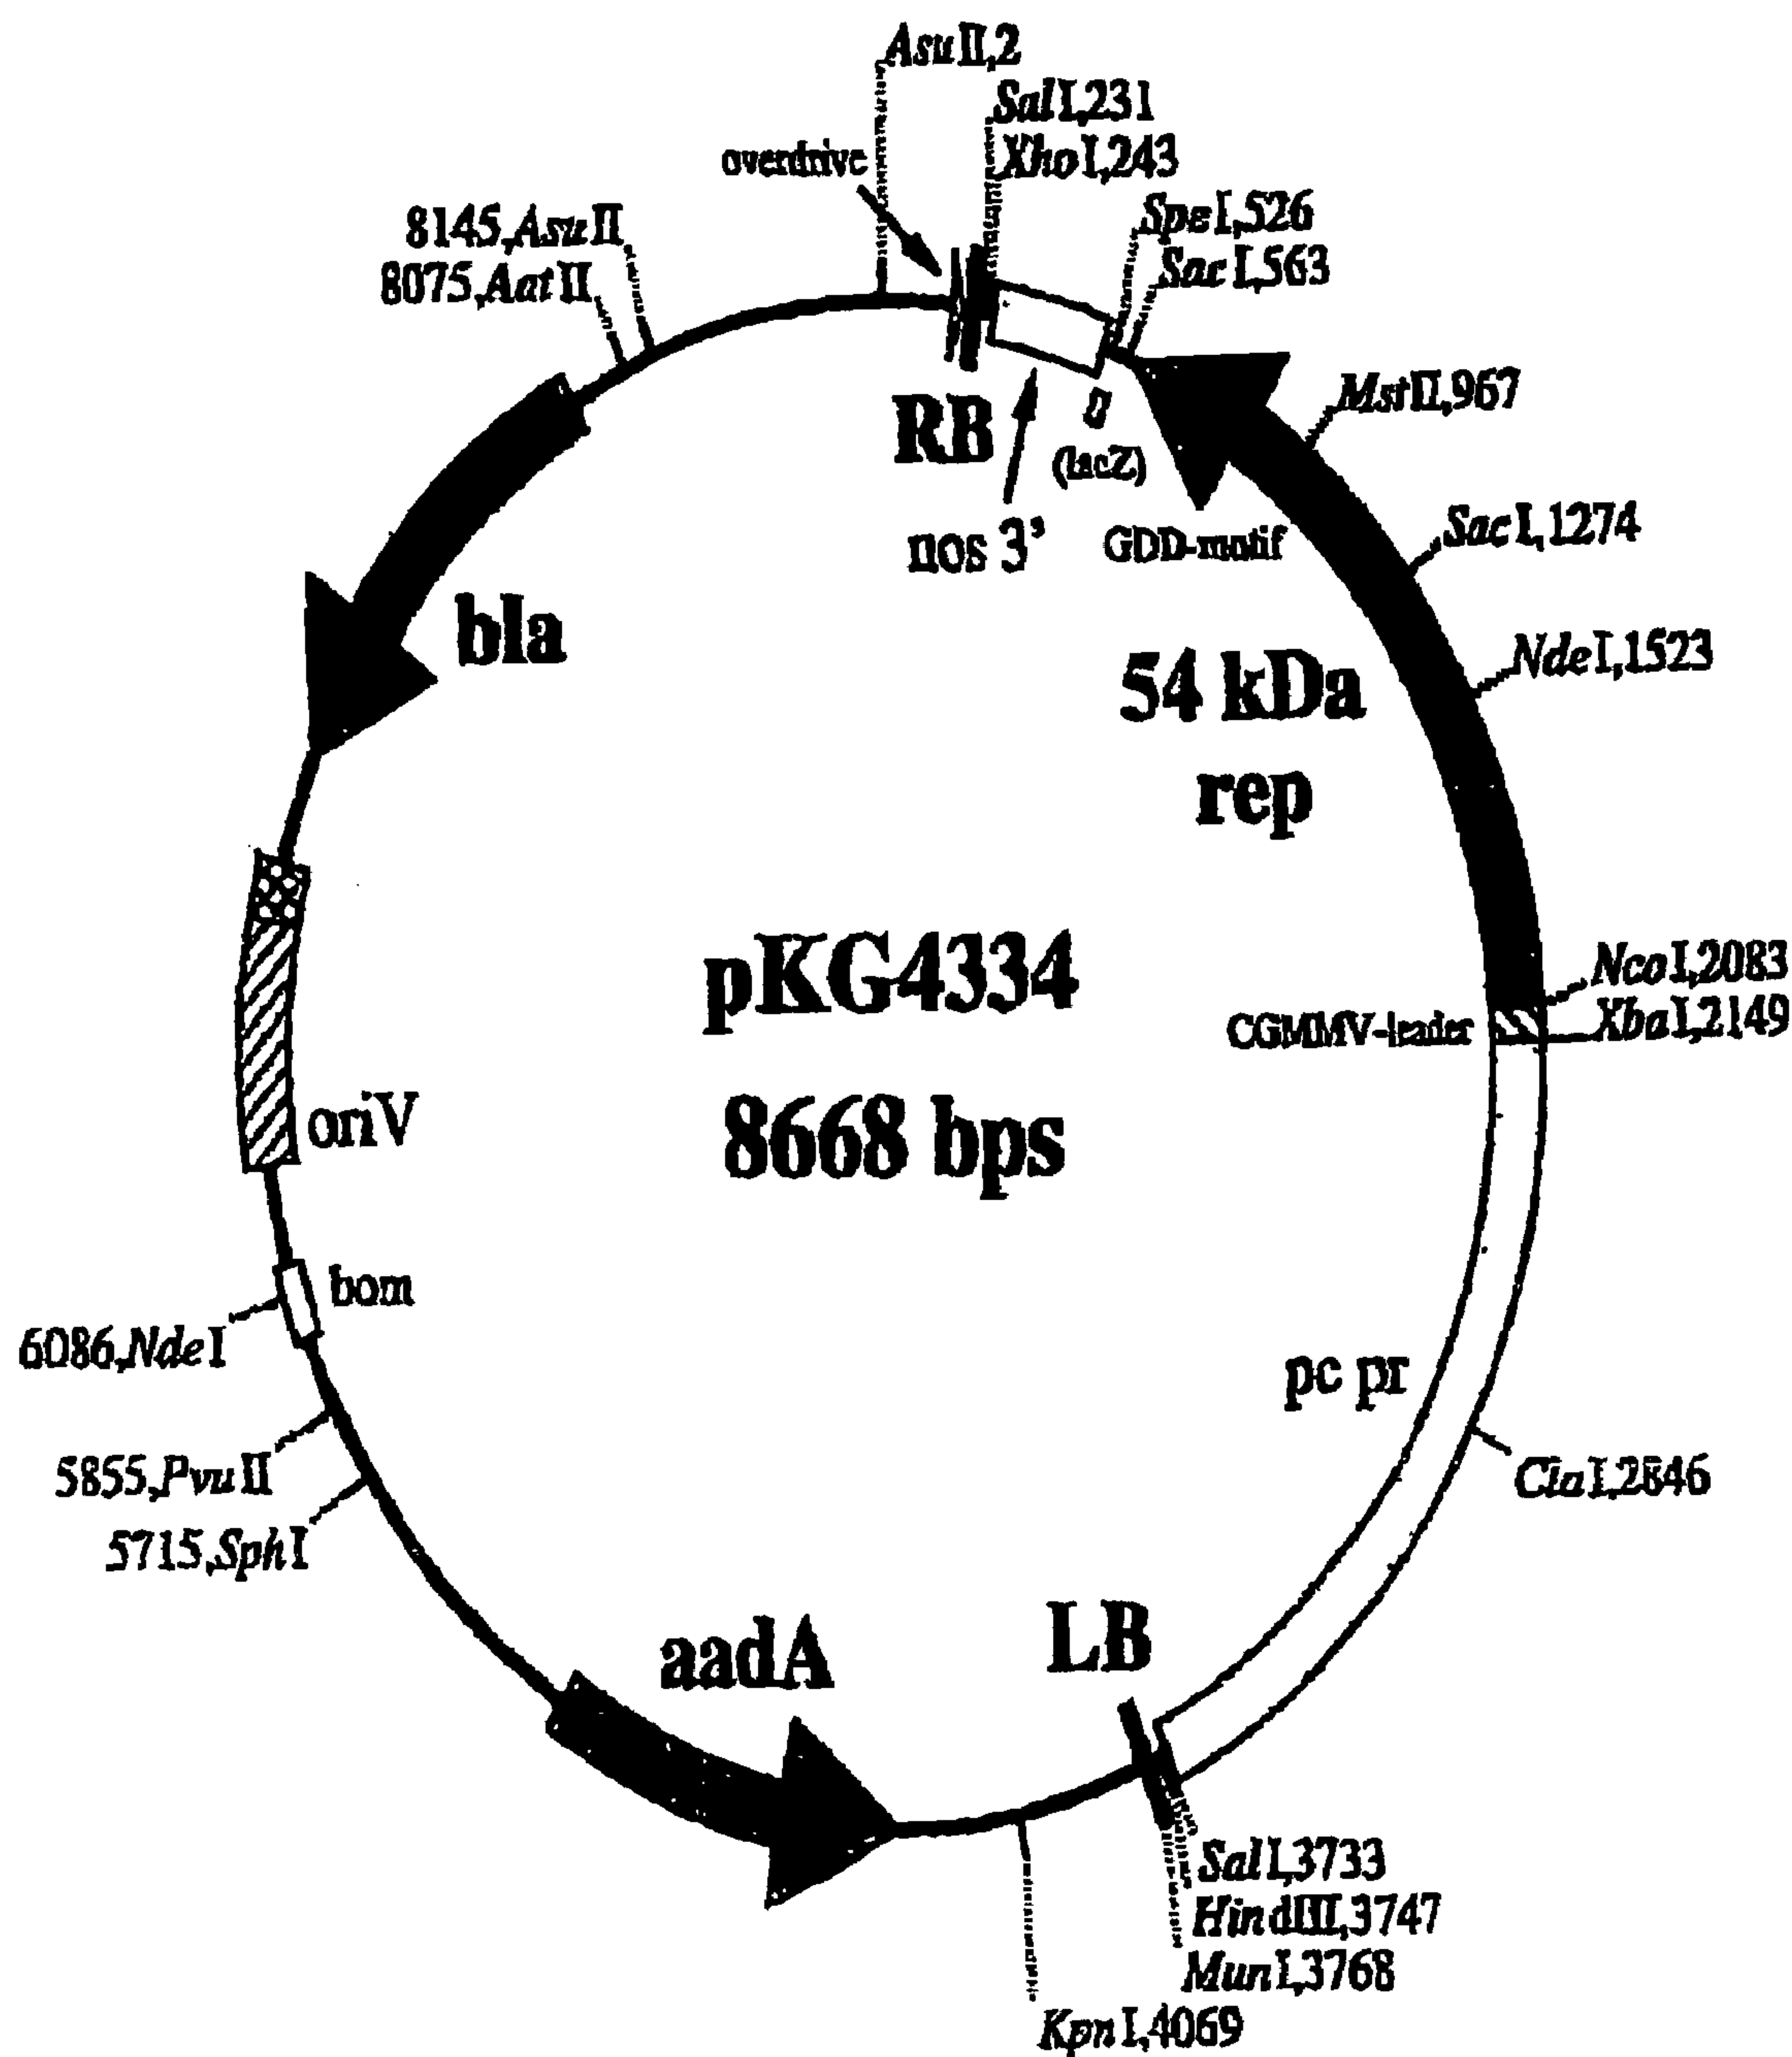 AsuII,2
SalI,231
XhoI,243
overdrive
SpeI,526
SacI,563
8145,AsuII
8075,AatII
MstII,967
RB
(lacZ)
nos 3’
GDD-motif
SacI,1274
bla
54 kDa
rep
NdeI,1523
pKG4334
8668 bps
NcoI,2083
CGMMV-leader
XbaI,2149
oriV
bom
6086,NdeI
pc pr
5855,PvuII
ClaI,2846
5715,SphI
LB
aadA
SalI,3733
HindIII,3747
MunI,3768
KpnI,4069